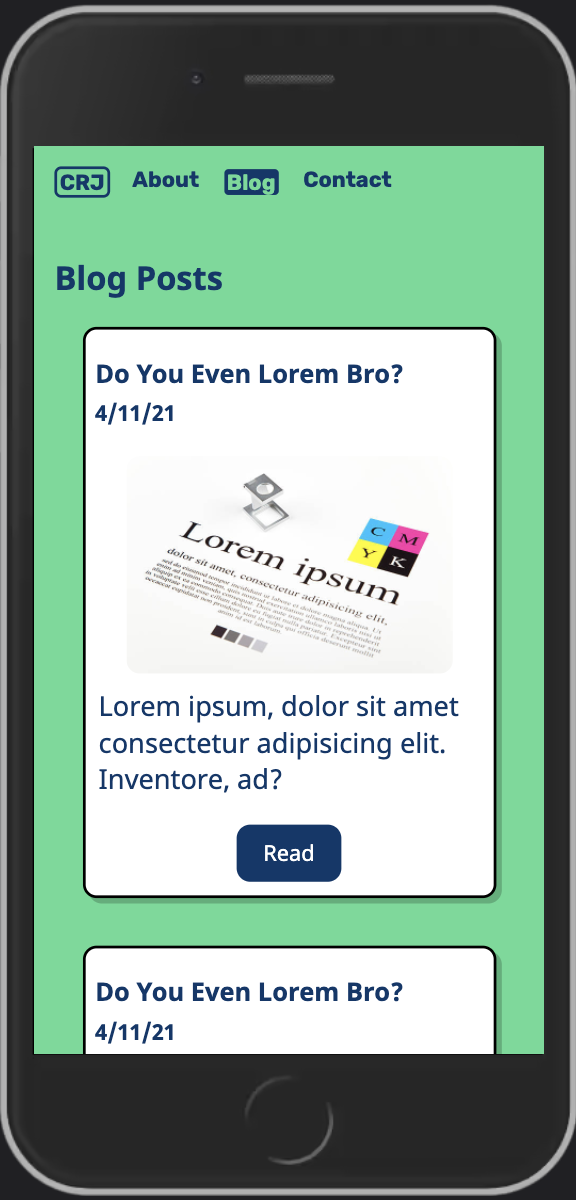 CRJ About Blog Contact
Blog Posts
Do You Even Lorem Bro?
4/11/21
C M
Y K
Lorem ipsum
dolor sit amet, consectetur adipisicing elit,
Lorem ipsum, dolor sit amet
consectetur adipisicing elit.
Inventore, ad?
Read
Do You Even Lorem Bro?
4/11/21